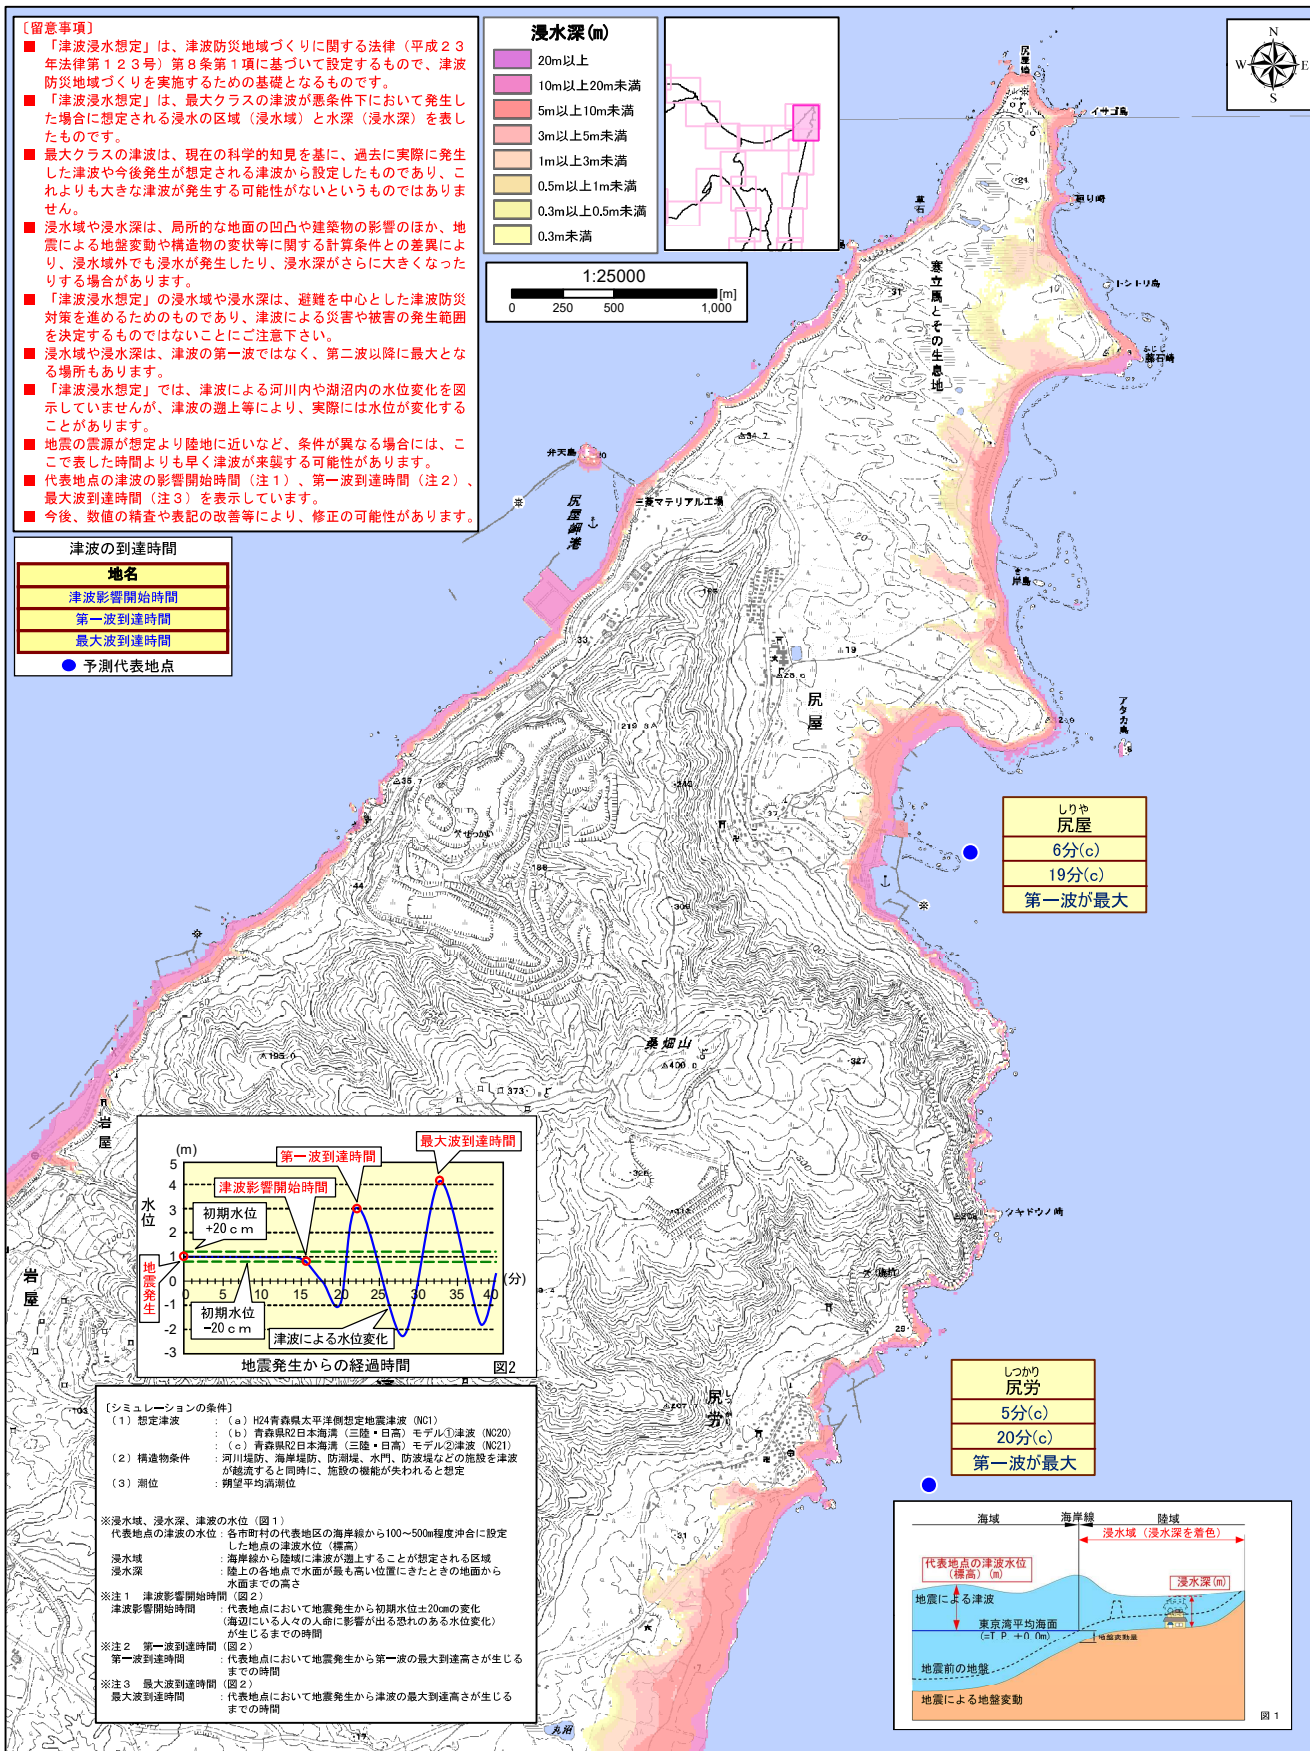 〔留意事項〕
■ 「津波浸水想定」は、津波防災地域づくりに関する法律（平成２３
年法律第１２３号）第８条第１項に基づいて設定するもので、津波
防災地域づくりを実施するための基礎となるものです。
■ 「津波浸水想定」は、最大クラスの津波が悪条件下において発生し
た場合に想定される浸水の区域（浸水域）と水深（浸水深）を表し
たものです。
■ 最大クラスの津波は、現在の科学的知見を基に、過去に実際に発生
した津波や今後発生が想定される津波から設定したものであり、こ
れよりも大きな津波が発生する可能性がないというものではありま
せん。
■ 浸水域や浸水深は、局所的な地面の凹凸や建築物の影響のほか、地
震による地盤変動や構造物の変状等に関する計算条件との差異によ
り、浸水域外でも浸水が発生したり、浸水深がさらに大きくなった
りする場合があります。
■ 「津波浸水想定」の浸水域や浸水深は、避難を中心とした津波防災
対策を進めるためのものであり、津波による災害や被害の発生範囲
を決定するものではないことにご注意下さい。
■ 浸水域や浸水深は、津波の第一波ではなく、第二波以降に最大とな
る場所もあります。
■ 「津波浸水想定」では、津波による河川内や湖沼内の水位変化を図
示していませんが、津波の遡上等により、実際には水位が変化する
ことがあります。
■ 地震の震源が想定より陸地に近いなど、条件が異なる場合には、こ
こで表した時間よりも早く津波が来襲する可能性があります。
■ 代表地点の津波の影響開始時間（注１）、第一波到達時間（注２）、
最大波到達時間（注３）を表示しています。
■ 今後、数値の精査や表記の改善等により、修正の可能性があります。
浸水深(m)
20m以上
10m以上20m未満
5m以上10m未満
3m以上5m未満
1m以上3m未満
0.5m以上1m未満
0.3m以上0.5m未満
0.3m未満
1:25000
[m]
0 250 500 1,000
N
W E
S
津波の到達時間
地名
津波影響開始時間
第一波到達時間
最大波到達時間
● 予測代表地点
尻屋崎
イサゴ島
廻り崎
草石
トントリ島
寒立馬とその生息地
ふじし
藤石崎
弁天島
尻屋岬港
三菱マテリアル工場
岸島
アタカ島
尻屋
せっかい
桑畑山
岩屋
岩屋
ツキドウノ崎
尻労
丸沼
しりや
尻屋
6分(c)
19分(c)
第一波が最大
しつかり
尻労
5分(c)
20分(c)
第一波が最大
(m)
水位
5
4
3
2
1
0
-1
-2
-3
0 5 10 15 20 25 30 35 40
(分)
最大波到達時間
第一波到達時間
津波影響開始時間
初期水位
+20ｃｍ
地震発生
初期水位
-20ｃｍ
津波による水位変化
地震発生からの経過時間
図2
〔シミュレーションの条件〕
（１）想定津波 ：（ａ）H24青森県太平洋側想定地震津波（NC1）
：（ｂ）青森県R2日本海溝（三陸・日高）モデル①津波（NC20）
：（ｃ）青森県R2日本海溝（三陸・日高）モデル②津波（NC21）
（２）構造物条件 ：河川堤防、海岸堤防、防潮堤、水門、防波堤などの施設を津波
が越流すると同時に、施設の機能が失われると想定
（３）潮位 ：朔望平均満潮位
※浸水域、浸水深、津波の水位（図１）
代表地点の津波の水位：各市町村の代表地区の海岸線から100～500m程度沖合に設定
した地点の津波水位（標高）
浸水域 ：海岸線から陸域に津波が遡上することが想定される区域
浸水深 ：陸上の各地点で水面が最も高い位置にきたときの地面から
水面までの高さ
※注１ 津波影響開始時間（図２）
津波影響開始時間 ：代表地点において地震発生から初期水位±20cmの変化
（海辺にいる人々の人命に影響が出る恐れのある水位変化）
が生じるまでの時間
※注２ 第一波到達時間（図２）
第一波到達時間 ：代表地点において地震発生から第一波の最大到達高さが生じる
までの時間
※注３ 最大波到達時間（図２）
最大波到達時間 ：代表地点において地震発生から津波の最大到達高さが生じる
までの時間
海域 海岸線 陸域
浸水域（浸水深を着色）
代表地点の津波水位
（標高）(m)
浸水深(m)
地震による津波
東京湾平均海面
(=T.P.+0.0m)
地盤変動量
地震前の地盤
地震による地盤変動
図１